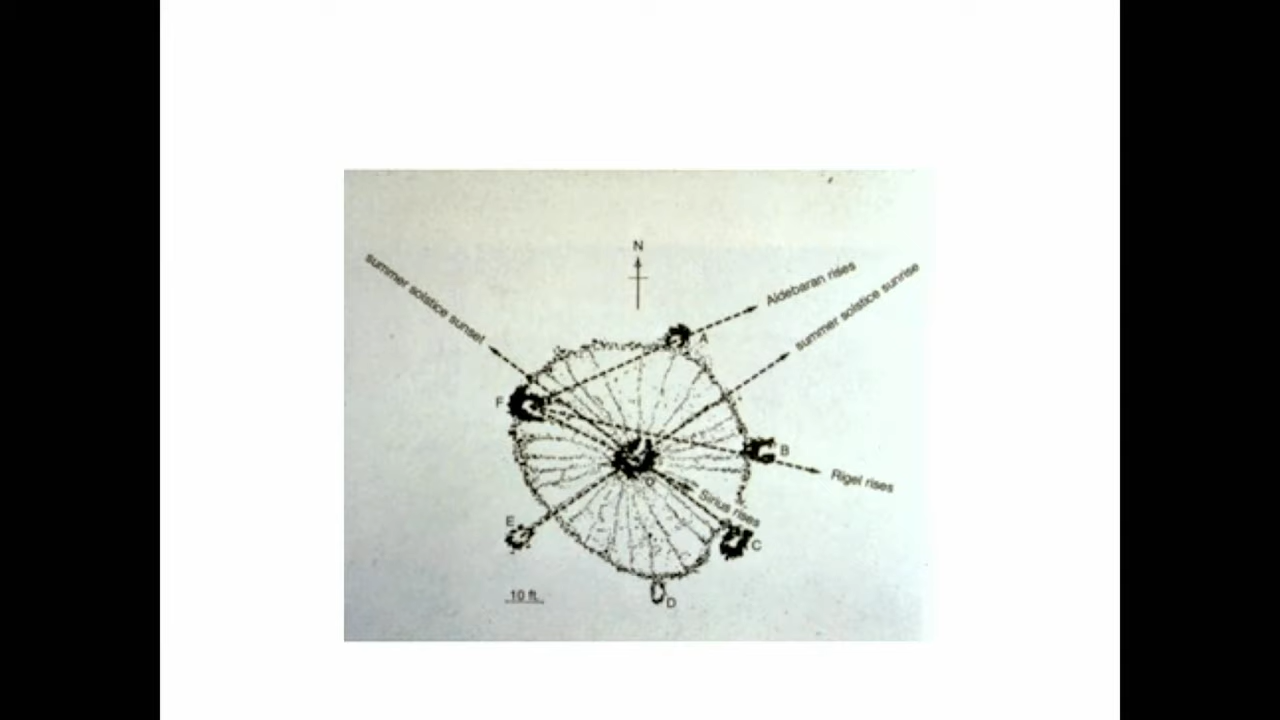 N
summer solstice sunset
Aldebaran rises
summer solstice sunrise
A
F
B
Rigel rises
O
Sirius rises
E
C
10 ft.
D